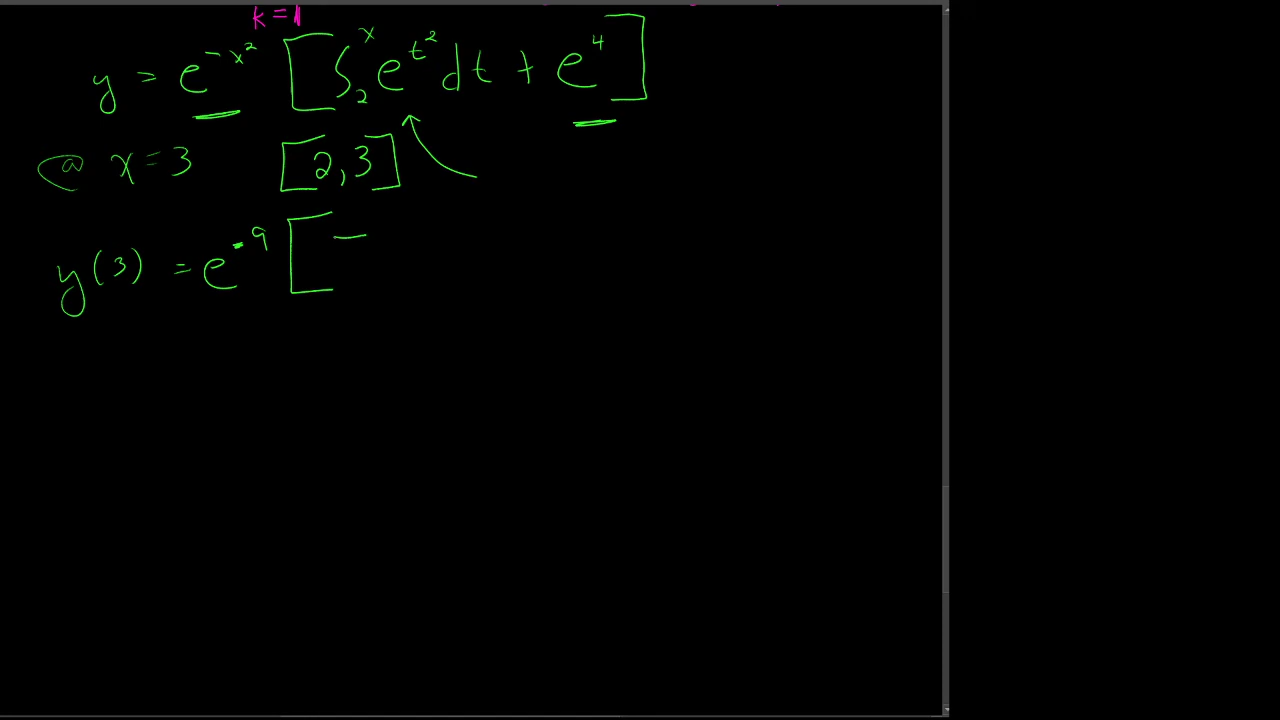 k = 1
y = e^{-x^2} [ ∫_2^x e^{t^2} dt + e^4 ]
@ x = 3 [2,3]
y(3) = e^{-9} [ —